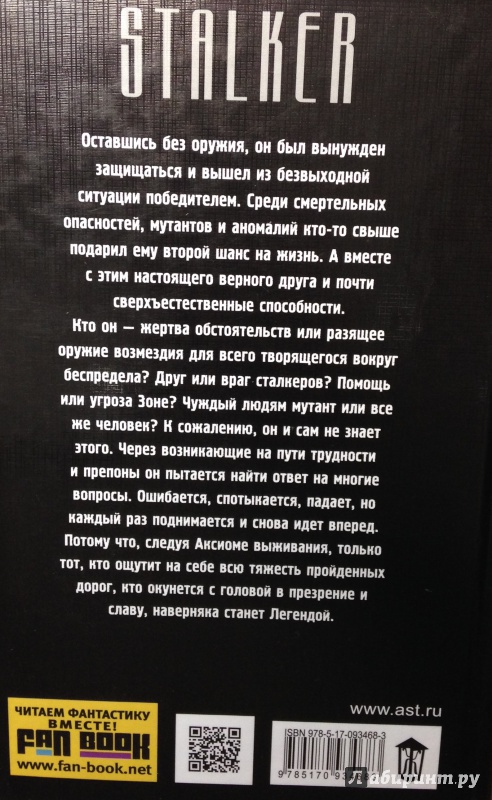 STALKER
Оставшись без оружия, он был вынужден
защищаться и вышел из безвыходной
ситуации победителем. Среди смертельных
опасностей, мутантов и аномалий кто-то свыше
подарил ему второй шанс на жизнь. А вместе
с этим настоящего верного друга и почти
сверхъестественные способности.
Кто он — жертва обстоятельств или разящее
оружие возмездия для всего творящегося вокруг
беспредела? Друг или враг сталкеров? Помощь
или угроза Зоне? Чуждый людям мутант или все
же человек? К сожалению, он и сам не знает
этого. Через возникающие на пути трудности
и препоны он пытается найти ответ на многие
вопросы. Ошибается, спотыкается, падает, но
каждый раз поднимается и снова идет вперед.
Потому что, следуя Аксиоме выживания, только
тот, кто ощутит на себе всю тяжесть пройденных
дорог, кто окунется с головой в презрение и
славу, наверняка станет Легендой.
www.ast.ru
ЧИТАЕМ ФАНТАСТИКУ
ВМЕСТЕ!
FAN BOOK
www.fan-book.net
ISBN 978-5-17-093468-3
9 785170 93
Лабиринт.ру